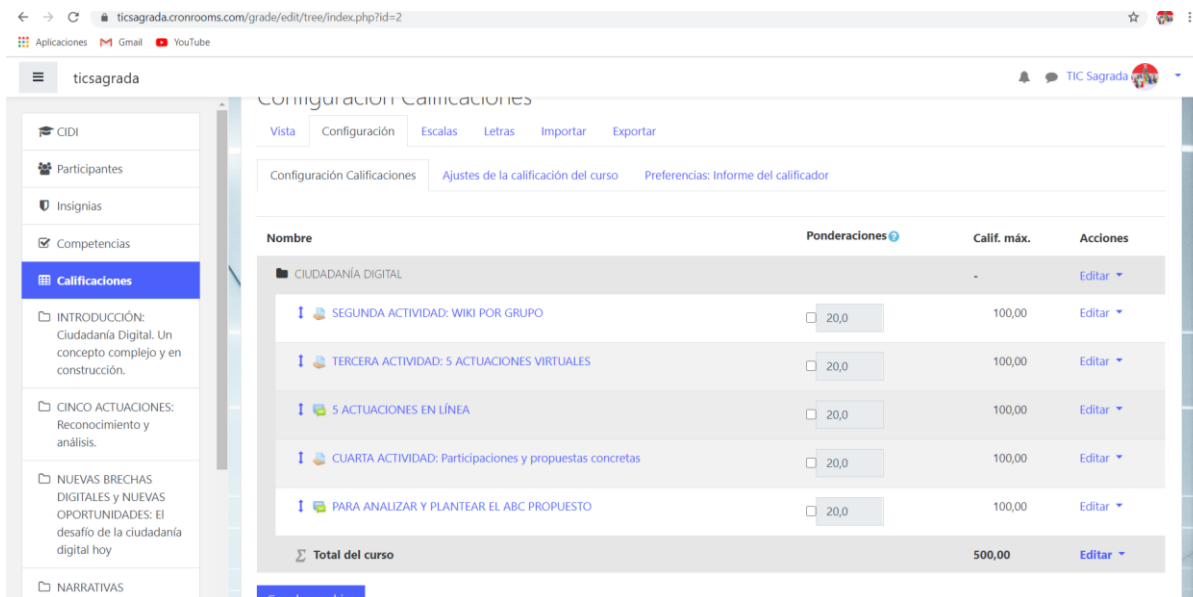 ticsagrada.cronrooms.com/grade/edit/tree/index.php?id=2
Aplicaciones Gmail YouTube
ticsagrada TIC Sagrada
Configuración Calificaciones
CIDI
Participantes
Insignias
Competencias
Calificaciones
INTRODUCCIÓN:
Ciudadanía Digital. Un
concepto complejo y en
construcción.
CINCO ACTUACIONES:
Reconocimiento y
análisis.
NUEVAS BRECHAS
DIGITALES y NUEVAS
OPORTUNIDADES: El
desafío de la ciudadanía
digital hoy
NARRATIVAS
Vista Configuración Escalas Letras Importar Exportar
Configuración Calificaciones Ajustes de la calificación del curso Preferencias: Informe del calificador
Nombre Ponderaciones Calif. máx. Acciones
CIUDADANÍA DIGITAL - Editar
SEGUNDA ACTIVIDAD: WIKI POR GRUPO 20,0 100,00 Editar
TERCERA ACTIVIDAD: 5 ACTUACIONES VIRTUALES 20,0 100,00 Editar
5 ACTUACIONES EN LÍNEA 20,0 100,00 Editar
CUARTA ACTIVIDAD: Participaciones y propuestas concretas 20,0 100,00 Editar
PARA ANALIZAR Y PLANTEAR EL ABC PROPUESTO 20,0 100,00 Editar
Σ Total del curso 500,00 Editar